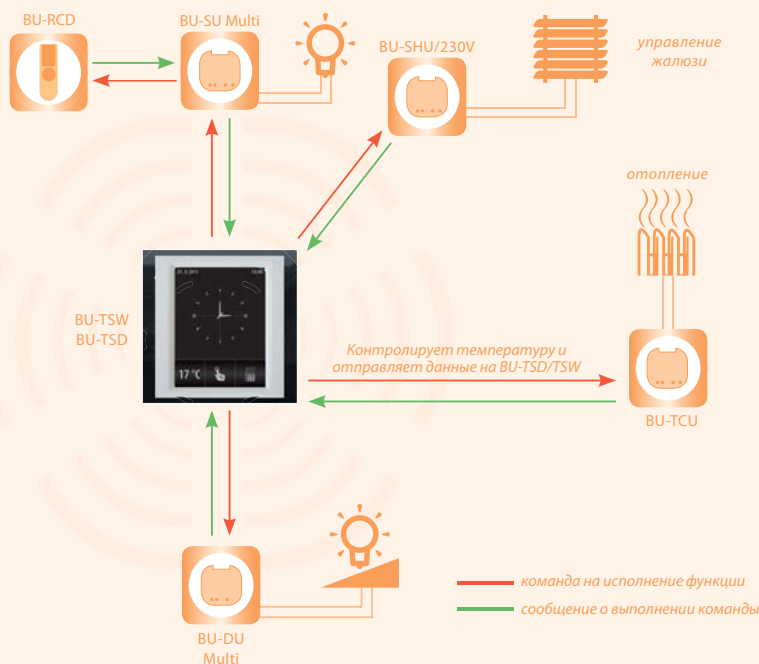 BU-RCD
BU-SU Multi
BU-SHU/230V
управление
жалюзи
отопление
BU-TSW
BU-TSD
17 °C
Контролирует температуру и
отправляет данные на BU-TSD/TSW
BU-TCU
BU-DU
Multi
команда на исполнение функции
сообщение о выполнении команды